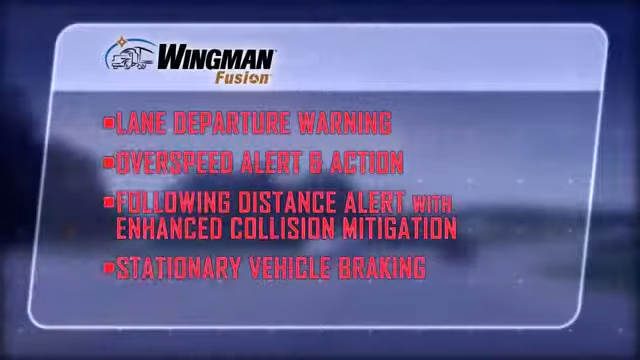 WINGMAN
Fusion
▪LANE DEPARTURE WARNING
▪OVERSPEED ALERT & ACTION
▪FOLLOWING DISTANCE ALERT WITH
ENHANCED COLLISION MITIGATION
▪STATIONARY VEHICLE BRAKING